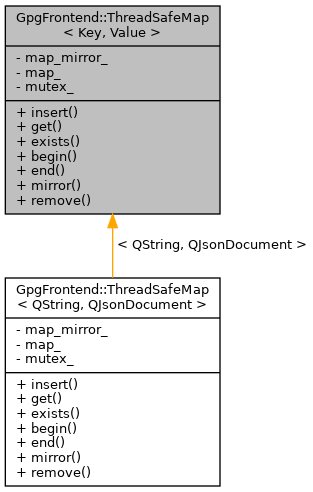 GpgFrontend::ThreadSafeMap
< Key, Value >
- map_mirror_
- map_
- mutex_
+ insert()
+ get()
+ exists()
+ begin()
+ end()
+ mirror()
+ remove()
< QString, QJsonDocument >
GpgFrontend::ThreadSafeMap
< QString, QJsonDocument >
- map_mirror_
- map_
- mutex_
+ insert()
+ get()
+ exists()
+ begin()
+ end()
+ mirror()
+ remove()